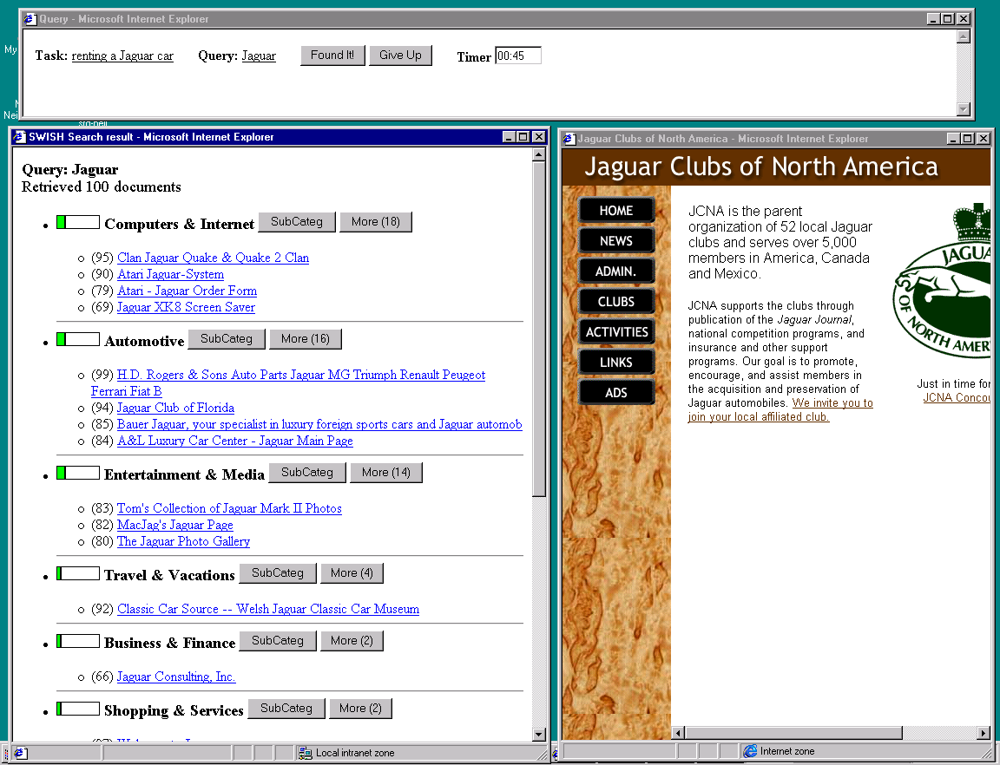 Query - Microsoft Internet Explorer
My
Task: renting a Jaguar car Query: Jaguar Found It! Give Up Timer 00:45
Nei
SWISH Search result - Microsoft Internet Explorer
Query: Jaguar
Retrieved 100 documents
Computers & Internet SubCateg More (18)
(95) Clan Jaguar Quake & Quake 2 Clan
(90) Atari Jaguar-System
(79) Atari - Jaguar Order Form
(69) Jaguar XK8 Screen Saver
Automotive SubCateg More (16)
(99) H.D. Rogers & Sons Auto Parts Jaguar MG Triumph Renault Peugeot
Ferrari Fiat B
(94) Jaguar Club of Florida
(85) Bauer Jaguar, your specialist in luxury foreign sports cars and Jaguar automob
(84) A&L Luxury Car Center - Jaguar Main Page
Entertainment & Media SubCateg More (14)
(83) Tom's Collection of Jaguar Mark II Photos
(82) MacJag's Jaguar Page
(80) The Jaguar Photo Gallery
Travel & Vacations SubCateg More (4)
(92) Classic Car Source -- Welsh Jaguar Classic Car Museum
Business & Finance SubCateg More (2)
(66) Jaguar Consulting, Inc.
Shopping & Services SubCateg More (2)
Local intranet zone
Jaguar Clubs of North America - Microsoft Internet Explorer
Jaguar Clubs of North America
HOME
NEWS
ADMIN.
CLUBS
ACTIVITIES
LINKS
ADS
JCNA is the parent
organization of 52 local Jaguar
clubs and serves over 5,000
members in America, Canada
and Mexico.
JCNA supports the clubs through
publication of the Jaguar Journal,
national competition programs, and
insurance and other support
programs. Our goal is to promote,
encourage, and assist members in
the acquisition and preservation of
Jaguar automobiles. We invite you to
join your local affiliated club.
JAGUA
S OF NORTH AMER
Just in time for
JCNA Concou
Internet zone